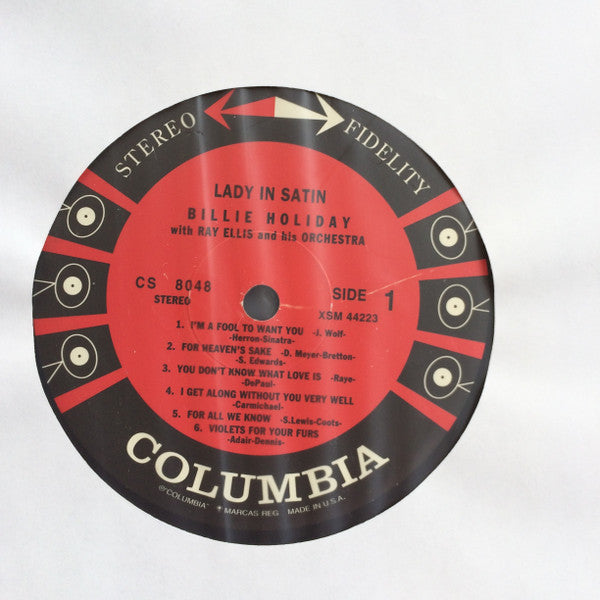 STEREO FIDELITY
LADY IN SATIN
BILLIE HOLIDAY
with RAY ELLIS and his ORCHESTRA
CS 8048
STEREO
SIDE 1
XSM 44223
1. I'M A FOOL TO WANT YOU -J. Wolf-
-Herron-Sinatra-
2. FOR HEAVEN'S SAKE -D. Meyer-Bretton-
-S. Edwards-
3. YOU DON'T KNOW WHAT LOVE IS -Raye-
-DePaul-
4. I GET ALONG WITHOUT YOU VERY WELL
-Carmichael-
5. FOR ALL WE KNOW -S.Lewis-Coots-
6. VIOLETS FOR YOUR FURS
-Adair-Dennis-
COLUMBIA
®"COLUMBIA" MARCAS REG MADE IN U.S.A.